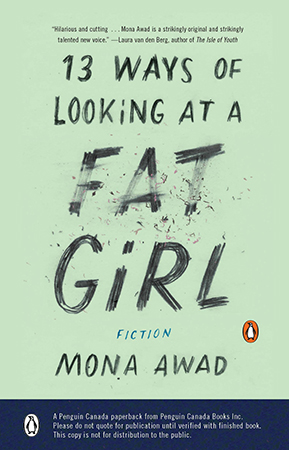 “Hilarious and cutting . . . Mona Awad is a strikingly original and strikingly
talented new voice.” —Laura van den Berg, author of The Isle of Youth
13 WAYS OF
LOOKING AT A
FAT
GiRL
FICTION
MONA AWAD
A Penguin Canada paperback from Penguin Canada Books Inc.
Please do not quote for publication until verified with finished book.
This copy is not for distribution to the public.